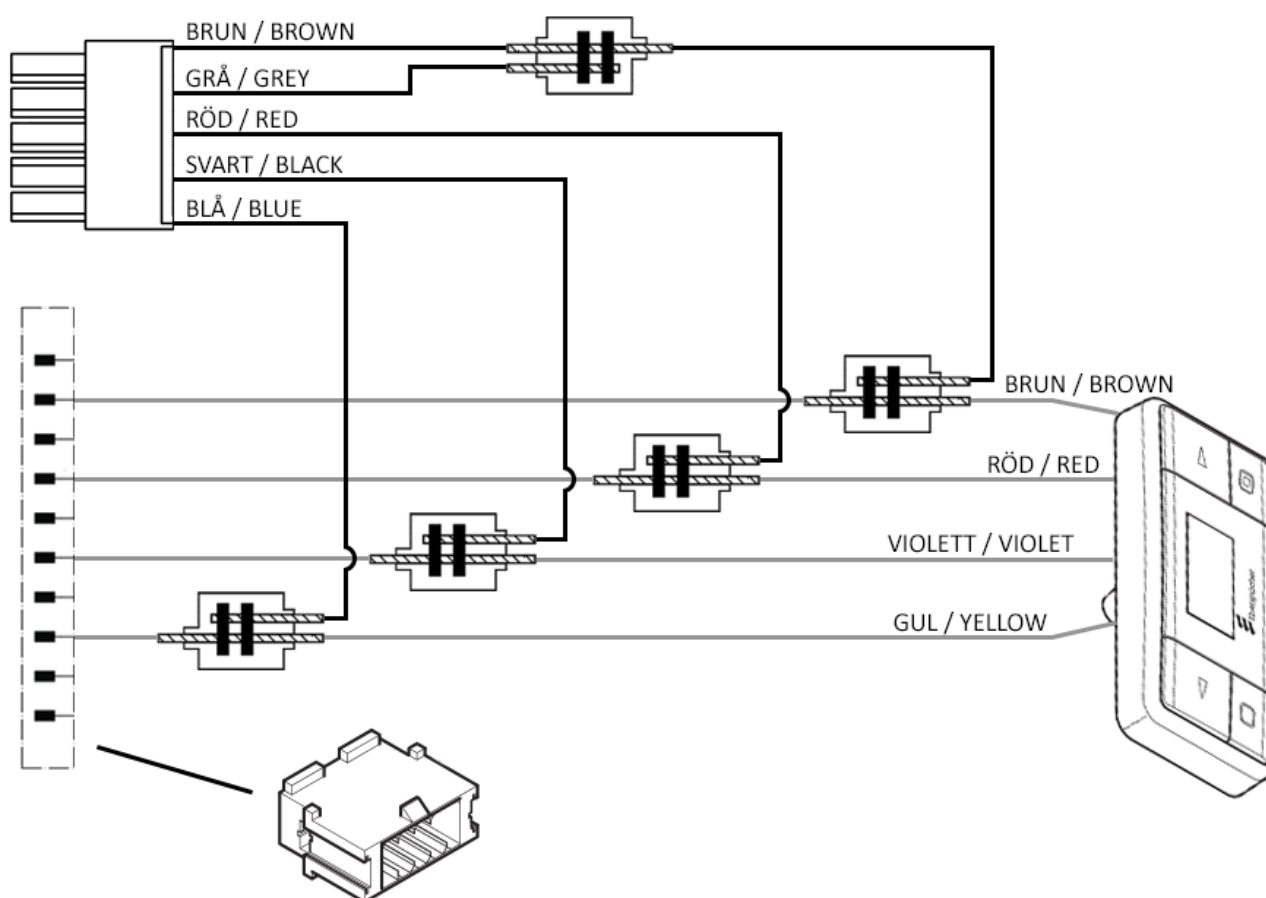 BRUN / BROWN
GRÅ / GREY
RÖD / RED
SVART / BLACK
BLÅ / BLUE
BRUN / BROWN
RÖD / RED
VIOLETT / VIOLET
GUL / YELLOW